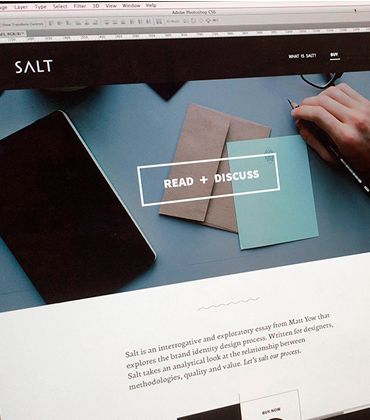 Layer Type Select Filter 3D View Window Help
Adobe Photoshop CS6
SALT
WHAT IS SALT? BUY
READ + DISCUSS
Salt is an interrogative and exploratory essay from Matt Yow that
explores the brand identity design process. Written for designers,
Salt takes an analytical look at the relationship between
methodologies, quality and value. Let's salt our process.
BUY NOW